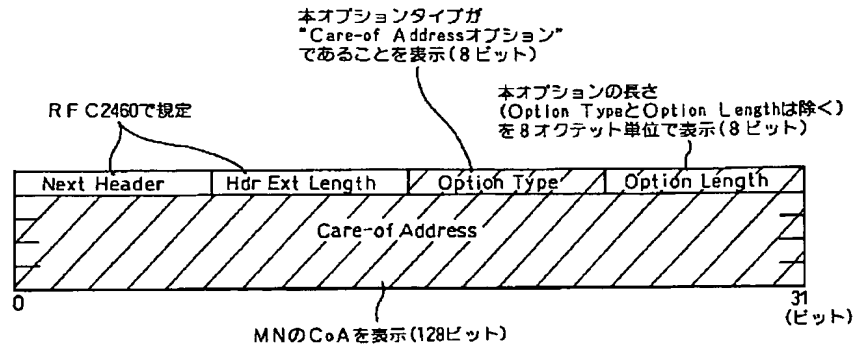 本オプションタイプが
"Care-of Addressオプション"
であることを表示(8ビット)
本オプションの長さ
(Option TypeとOption Lengthは除く)
を8オクテット単位で表示(8ビット)
RFC2460で規定
Next Header
Hdr Ext Length
Option Type
Option Length
Care-of Address
0
31
(ビット)
MNのCoAを表示(128ビット)